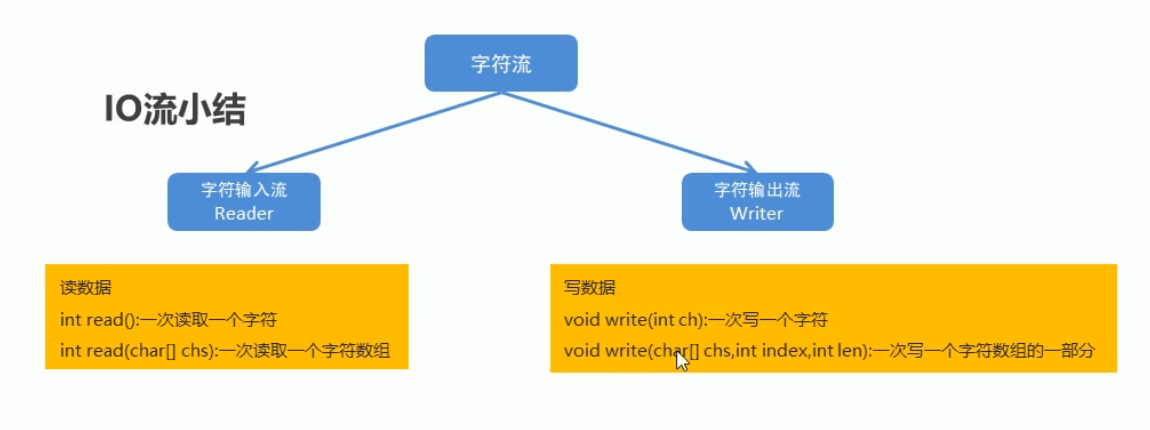 字符流
IO流小结
字符输入流
Reader
字符输出流
Writer
读数据
int read():一次读取一个字符
int read(char[] chs):一次读取一个字符数组
写数据
void write(int ch):一次写一个字符
void write(char[] chs,int index,int len):一次写一个字符数组的一部分